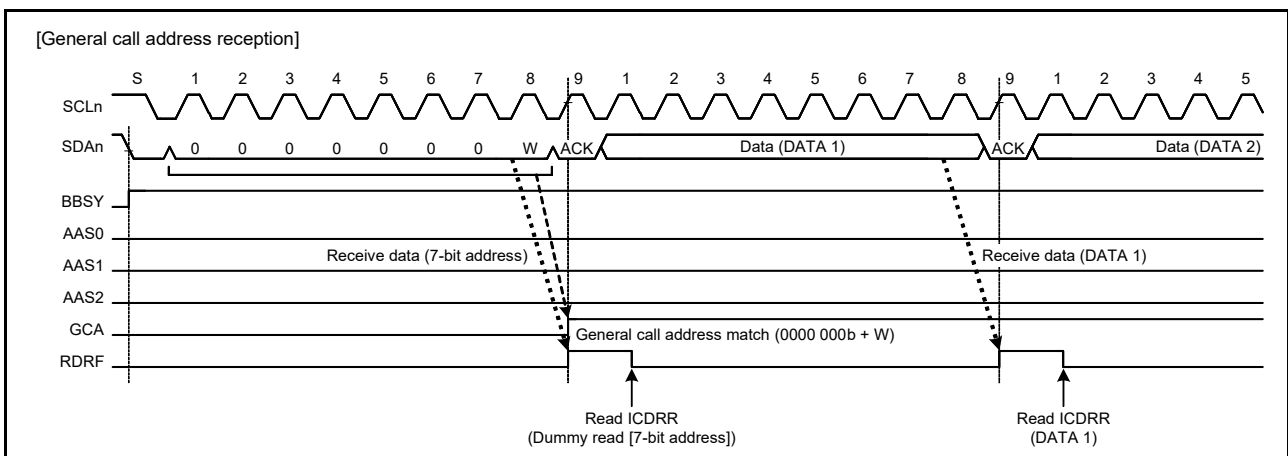 [General call address reception]
S 1 2 3 4 5 6 7 8 9 1 2 3 4 5 6 7 8 9 1 2 3 4 5
SCLn
SDAn 0 0 0 0 0 0 0 W ACK Data (DATA 1) ACK Data (DATA 2)
BBSY
AAS0
Receive data (7-bit address) Receive data (DATA 1)
AAS1
AAS2
GCA General call address match (0000 000b + W)
RDRF
Read ICDRR Read ICDRR
(Dummy read [7-bit address]) (DATA 1)